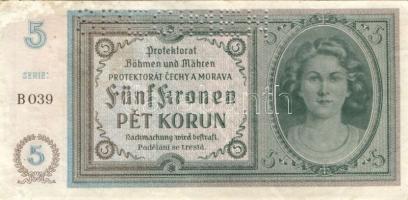 5
SERIE:
B 039
5
Protektorat
Böhmen und Mähren
PROTEKTORÁT ČECHY A MORAVA
Fünf Kronen
PĚT KORUN
Nachmachung wird bestraft.
Padělání se trestá.